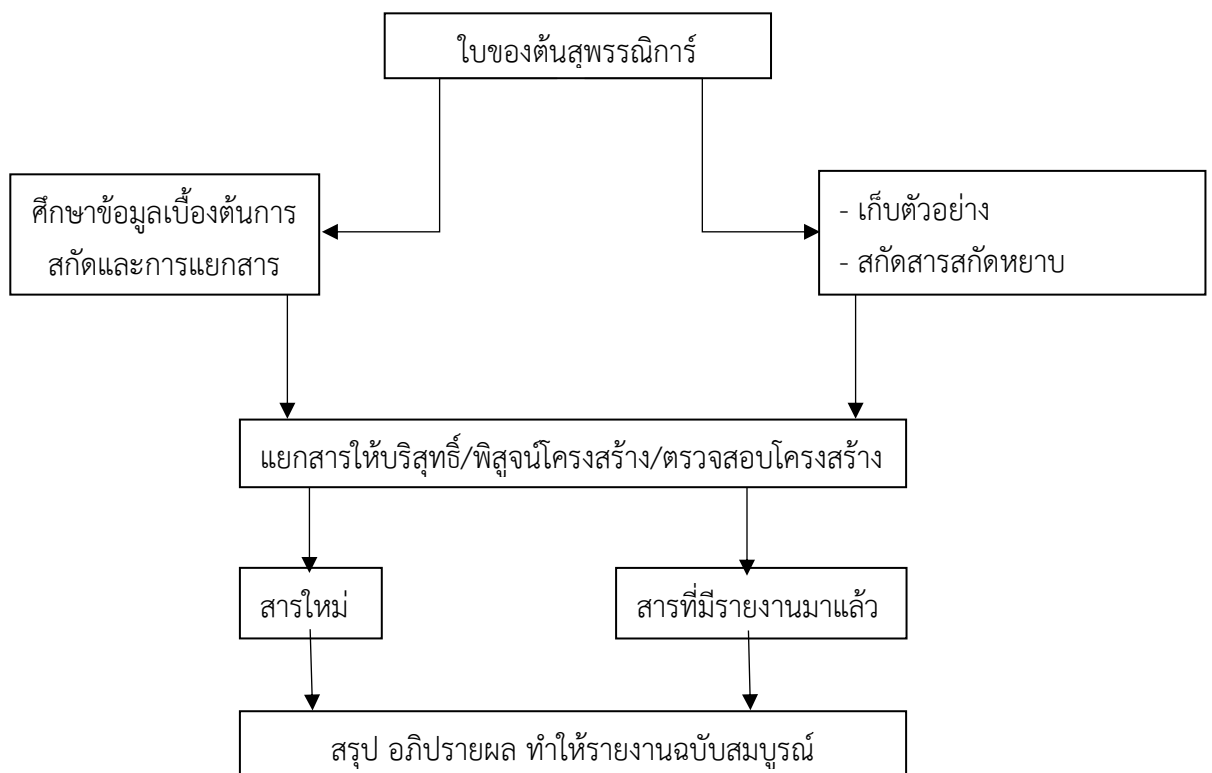 ใบของต้นสุพรรณิการ์
ศึกษาข้อมูลเบื้องต้นการ
สกัดและการแยกสาร
- เก็บตัวอย่าง
- สกัดสารสกัดหยาบ
แยกสารให้บริสุทธิ์/พิสูจน์โครงสร้าง/ตรวจสอบโครงสร้าง
สารใหม่
สารที่มีรายงานมาแล้ว
สรุป อภิปรายผล ทำให้รายงานฉบับสมบูรณ์